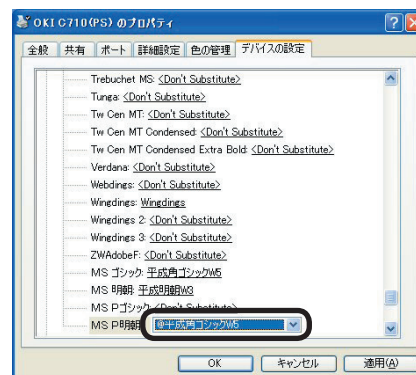 OKI C710(PS) のプロパティ
全般 共有 ポート 詳細設定 色の管理 デバイスの設定
Trebuchet MS: <Don't Substitute>
Tunga: <Don't Substitute>
Tw Cen MT: <Don't Substitute>
Tw Cen MT Condensed: <Don't Substitute>
Tw Cen MT Condensed Extra Bold: <Don't Substitute>
Verdana: <Don't Substitute>
Webdings: <Don't Substitute>
Wingdings: Wingdings
Wingdings 2: <Don't Substitute>
Wingdings 3: <Don't Substitute>
ZWAdobeF: <Don't Substitute>
MS ゴシック: 平成角ゴシックW5
MS 明朝: 平成明朝W3
MS Pゴシック: <Don't Substitute>
MS P明朝: @平成角ゴシックW5
OK キャンセル 適用(A)